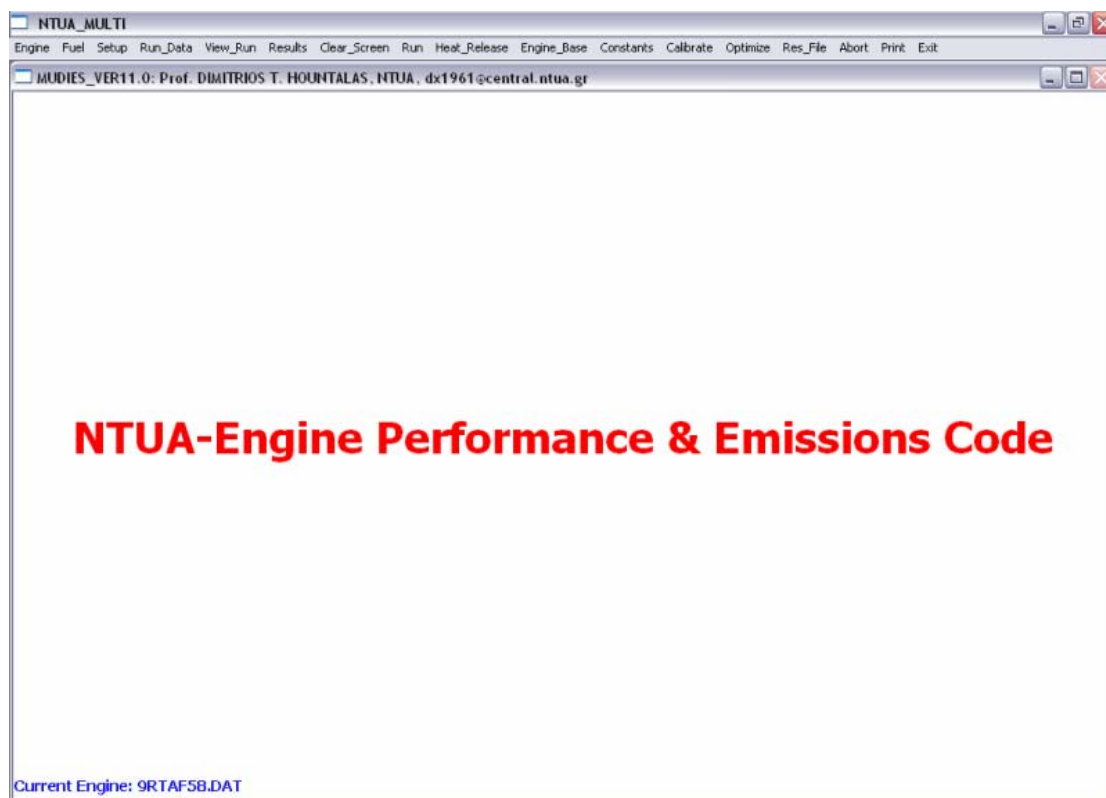 NTUA_MULTI
Engine Fuel Setup Run_Data View_Run Results Clear_Screen Run Heat_Release Engine_Base Constants Calibrate Optimize Res_File Abort Print Exit
MUDIES_VER11.0: Prof. DIMITRIOS T. HOUNTALAS, NTUA, dx1961@central.ntua.gr
NTUA-Engine Performance & Emissions Code
Current Engine: 9RTAF58.DAT